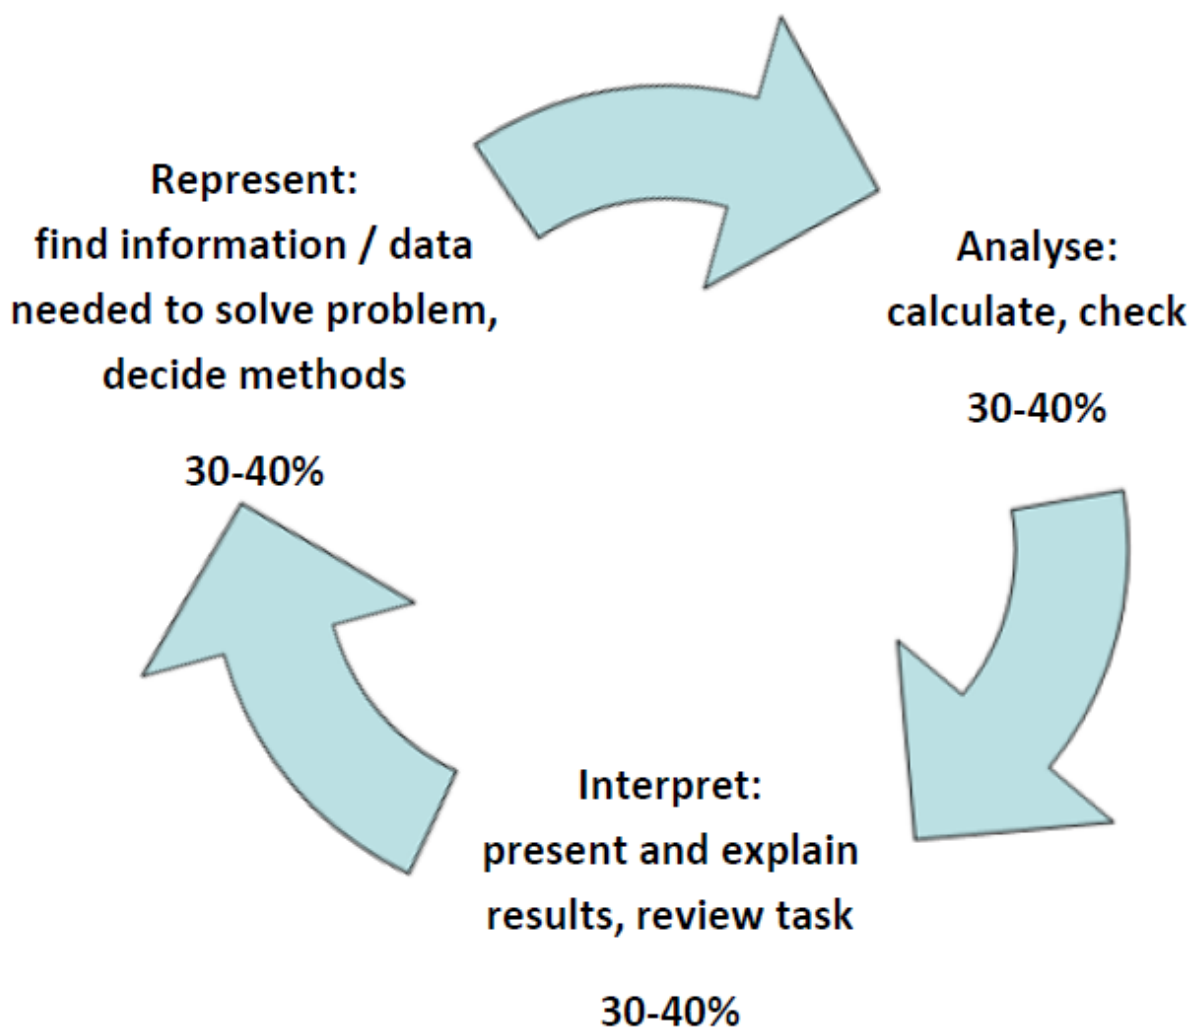 Represent:
find information / data
needed to solve problem,
decide methods
30-40%
Analyse:
calculate, check
30-40%
Interpret:
present and explain
results, review task
30-40%